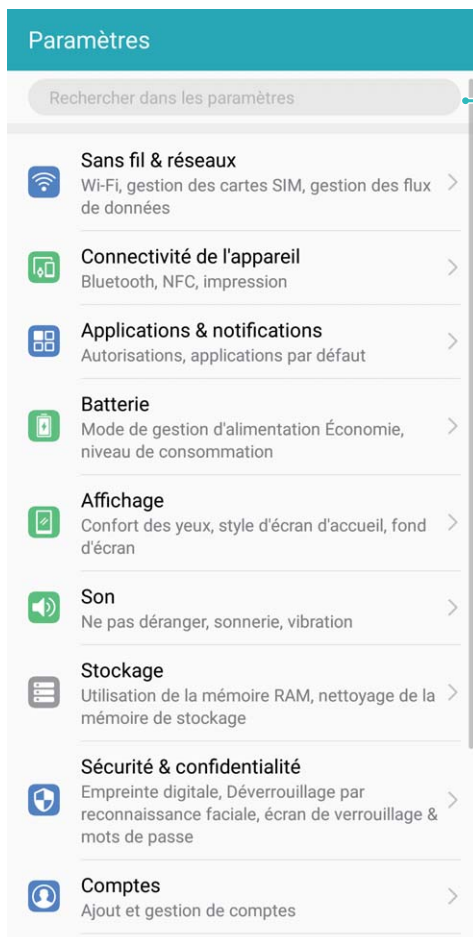 Paramètres
Rechercher dans les paramètres
Sans fil & réseaux
Wi-Fi, gestion des cartes SIM, gestion des flux
de données
Connectivité de l'appareil
Bluetooth, NFC, impression
Applications & notifications
Autorisations, applications par défaut
Batterie
Mode de gestion d'alimentation Économie,
niveau de consommation
Affichage
Confort des yeux, style d'écran d'accueil, fond
d'écran
Son
Ne pas déranger, sonnerie, vibration
Stockage
Utilisation de la mémoire RAM, nettoyage de la
mémoire de stockage
Sécurité & confidentialité
Empreinte digitale, Déverrouillage par
reconnaissance faciale, écran de verrouillage &
mots de passe
Comptes
Ajout et gestion de comptes